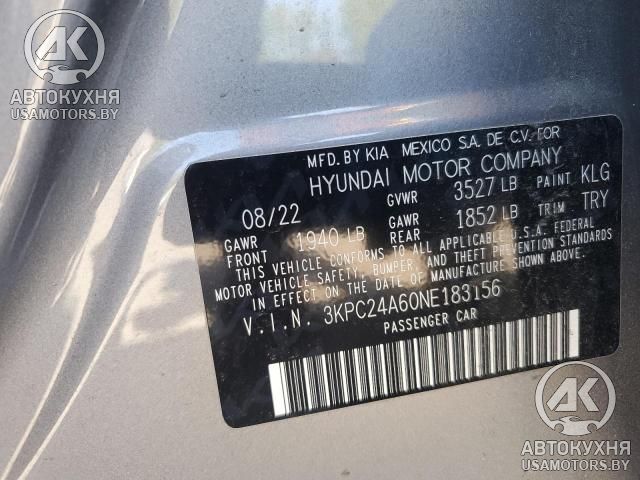 АК
АВТОКУХНЯ
USAMOTORS.BY
MFD. BY KIA MEXICO S.A. DE C.V. FOR
HYUNDAI MOTOR COMPANY
08/22 GVWR 3527 LB PAINT KLG
GAWR FRONT 1940 LB GAWR REAR 1852 LB TRIM TRY
THIS VEHICLE CONFORMS TO ALL APPLICABLE U.S.A. FEDERAL
MOTOR VEHICLE SAFETY, BUMPER, AND THEFT PREVENTION STANDARDS
IN EFFECT ON THE DATE OF MANUFACTURE SHOWN ABOVE.
V.I.N. 3KPC24A60NE183156
PASSENGER CAR
АК
АВТОКУХНЯ
USAMOTORS.BY